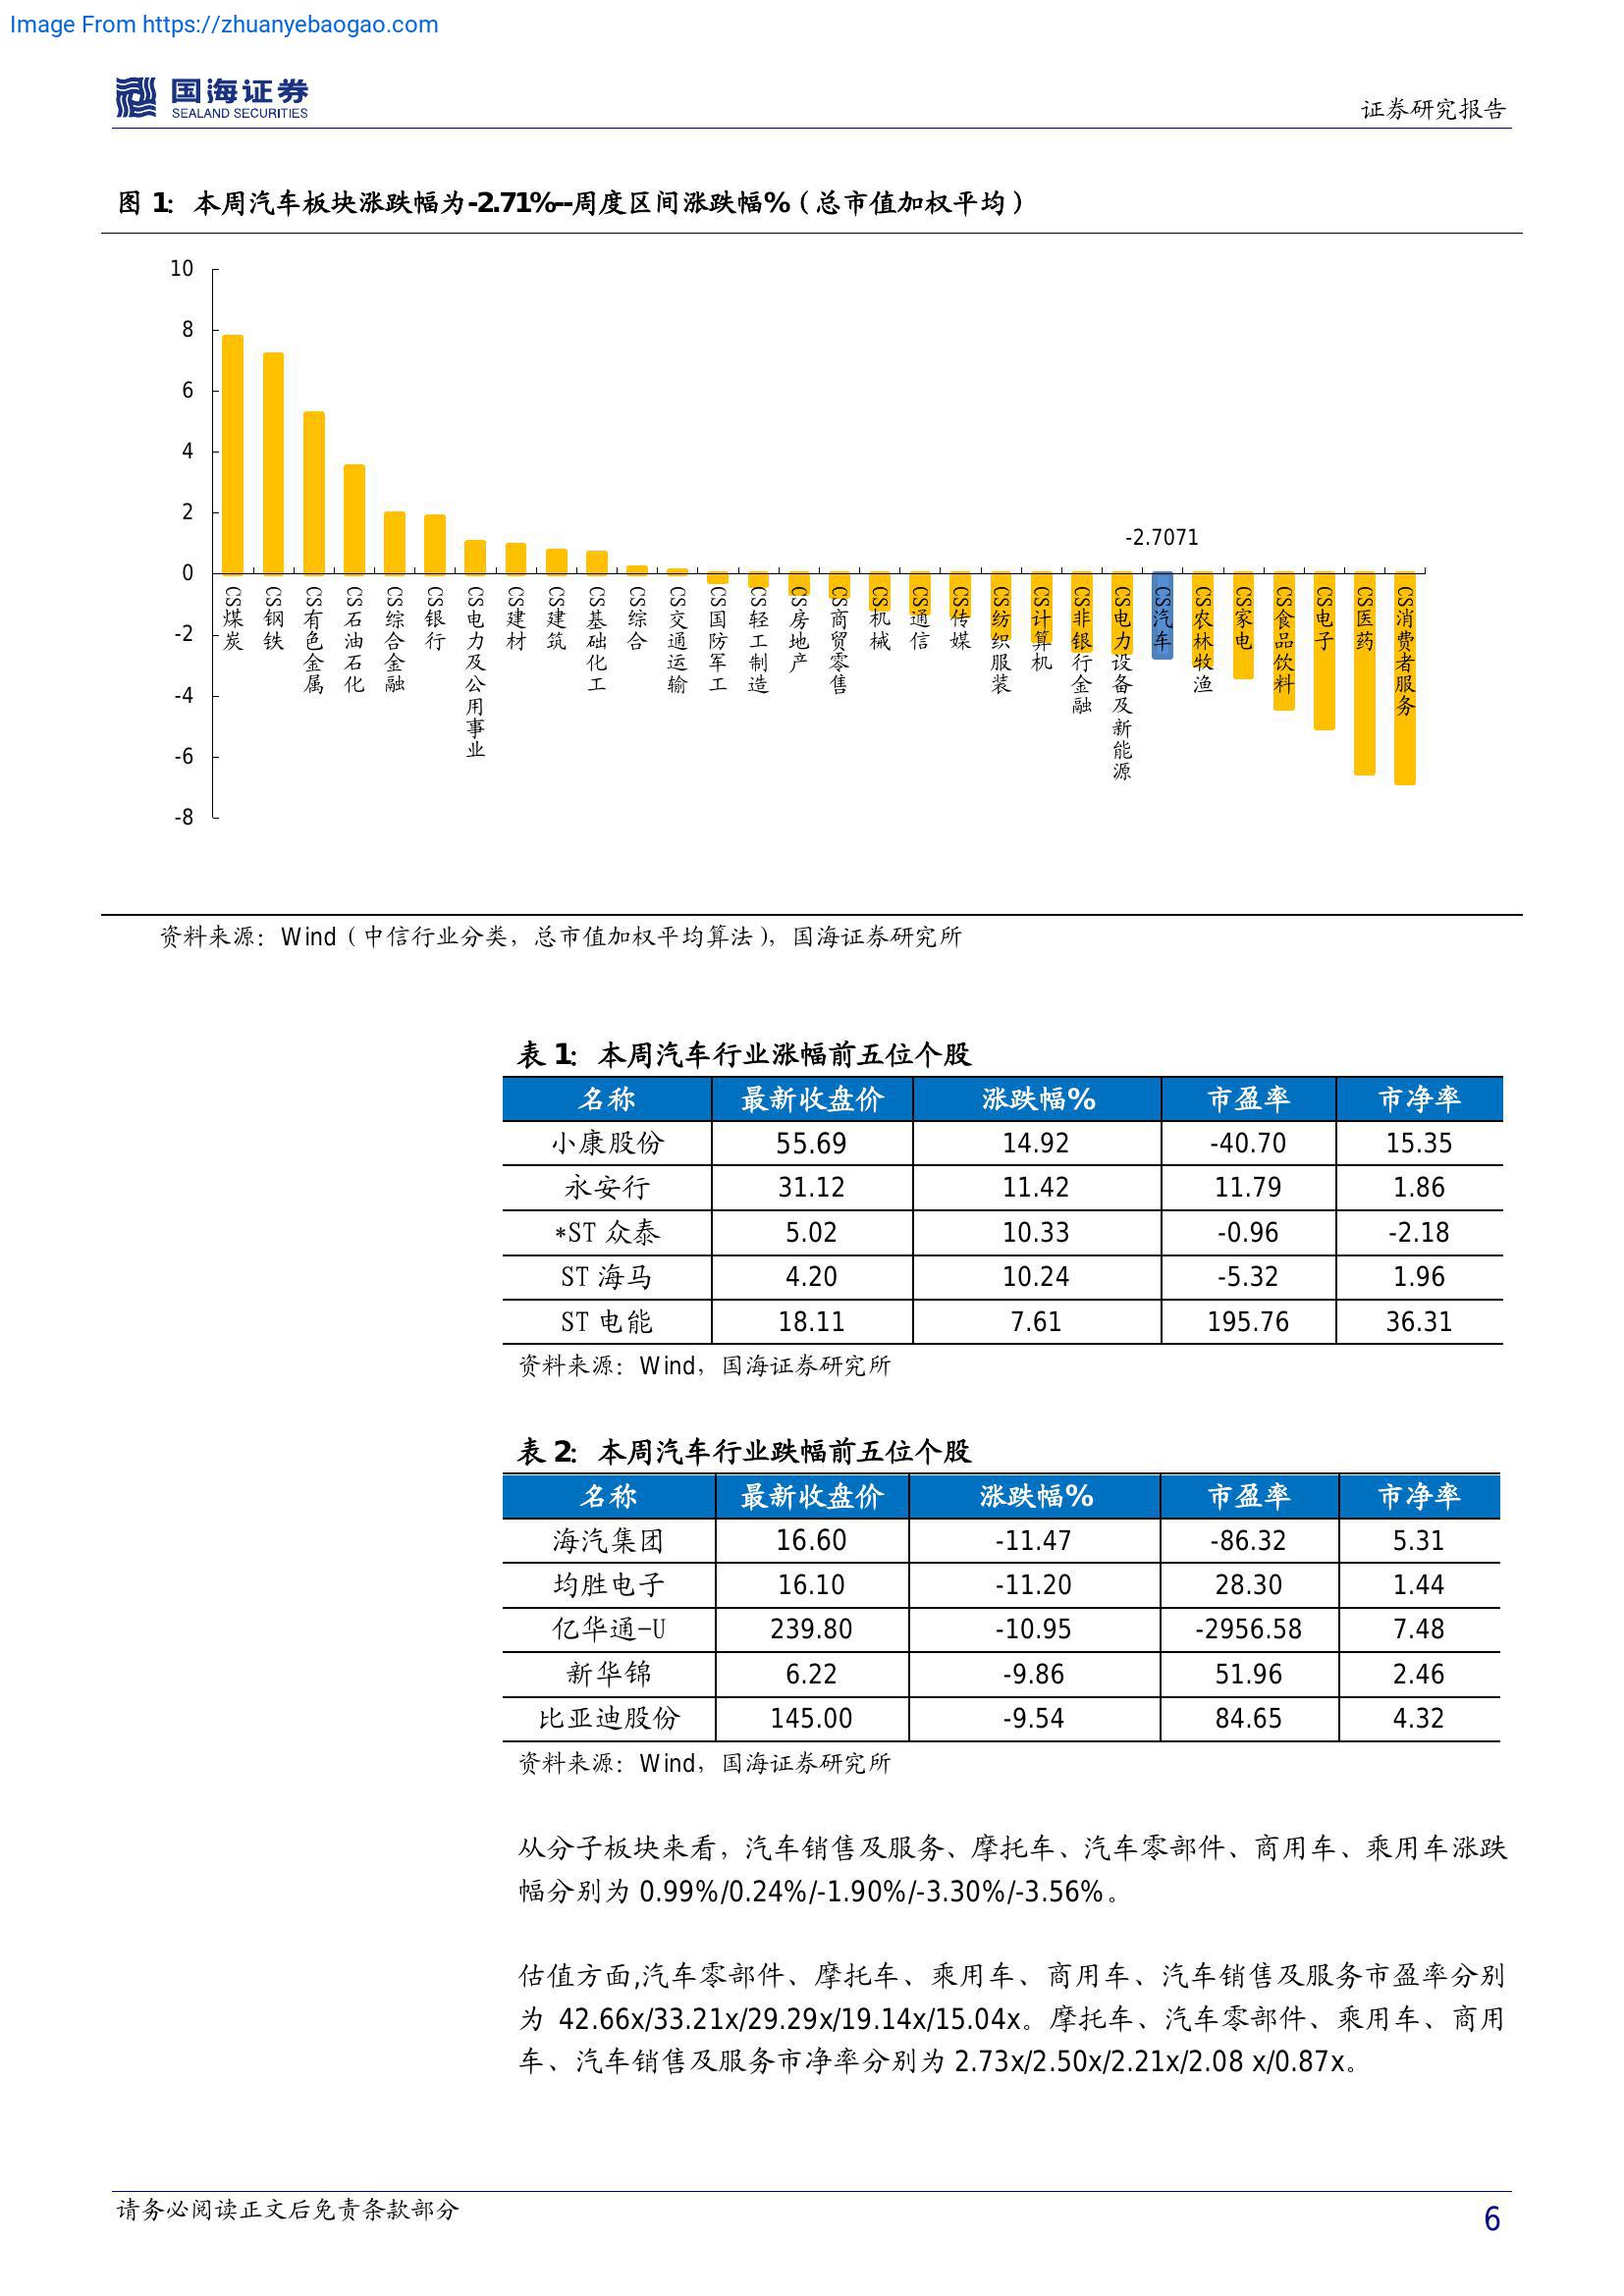 Image From https://zhuanyebaogao.com
国海证券
SEALAND SECURITIES
证券研究报告
图 1：本周汽车板块涨跌幅为-2.71%--周度区间涨跌幅%（总市值加权平均）
10
8
6
4
2
0
-2
-4
-6
-8
-2.7071
CS煤炭
CS钢铁
CS有色金属
CS石油石化
CS综合金融
CS银行
CS电力及公用事业
CS建材
CS建筑
CS基础化工
CS综合
CS交通运输
CS国防军工
CS轻工制造
CS房地产
CS商贸零售
CS机械
CS通信
CS传媒
CS纺织服装
CS计算机
CS非银行金融
CS电力设备及新能源
CS汽车
CS农林牧渔
CS家电
CS食品饮料
CS电子
CS医药
CS消费者服务
资料来源：Wind（中信行业分类，总市值加权平均算法），国海证券研究所
表 1：本周汽车行业涨幅前五位个股
名称 最新收盘价 涨跌幅% 市盈率 市净率
小康股份 55.69 14.92 -40.70 15.35
永安行 31.12 11.42 11.79 1.86
*ST 众泰 5.02 10.33 -0.96 -2.18
ST 海马 4.20 10.24 -5.32 1.96
ST 电能 18.11 7.61 195.76 36.31
资料来源：Wind，国海证券研究所
表 2：本周汽车行业跌幅前五位个股
名称 最新收盘价 涨跌幅% 市盈率 市净率
海汽集团 16.60 -11.47 -86.32 5.31
均胜电子 16.10 -11.20 28.30 1.44
亿华通-U 239.80 -10.95 -2956.58 7.48
新华锦 6.22 -9.86 51.96 2.46
比亚迪股份 145.00 -9.54 84.65 4.32
资料来源：Wind，国海证券研究所
从分子板块来看，汽车销售及服务、摩托车、汽车零部件、商用车、乘用车涨跌
幅分别为 0.99%/0.24%/-1.90%/-3.30%/-3.56%。
估值方面,汽车零部件、摩托车、乘用车、商用车、汽车销售及服务市盈率分别
为 42.66x/33.21x/29.29x/19.14x/15.04x。摩托车、汽车零部件、乘用车、商用
车、汽车销售及服务市净率分别为 2.73x/2.50x/2.21x/2.08 x/0.87x。
请务必阅读正文后免责条款部分
6